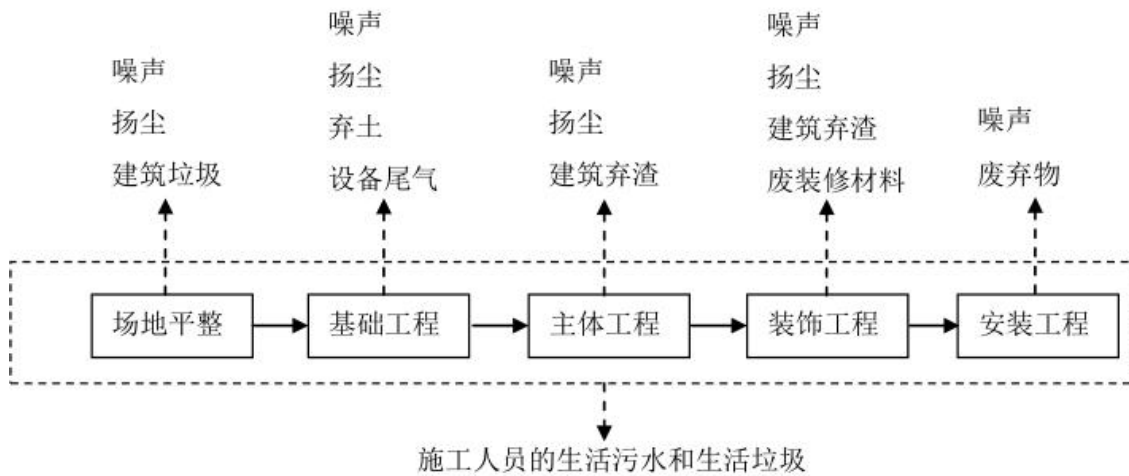 噪声
扬尘
建筑垃圾
噪声
扬尘
弃土
设备尾气
噪声
扬尘
建筑弃渣
噪声
扬尘
建筑弃渣
废装修材料
噪声
废弃物
场地平整
基础工程
主体工程
装饰工程
安装工程
施工人员的生活污水和生活垃圾